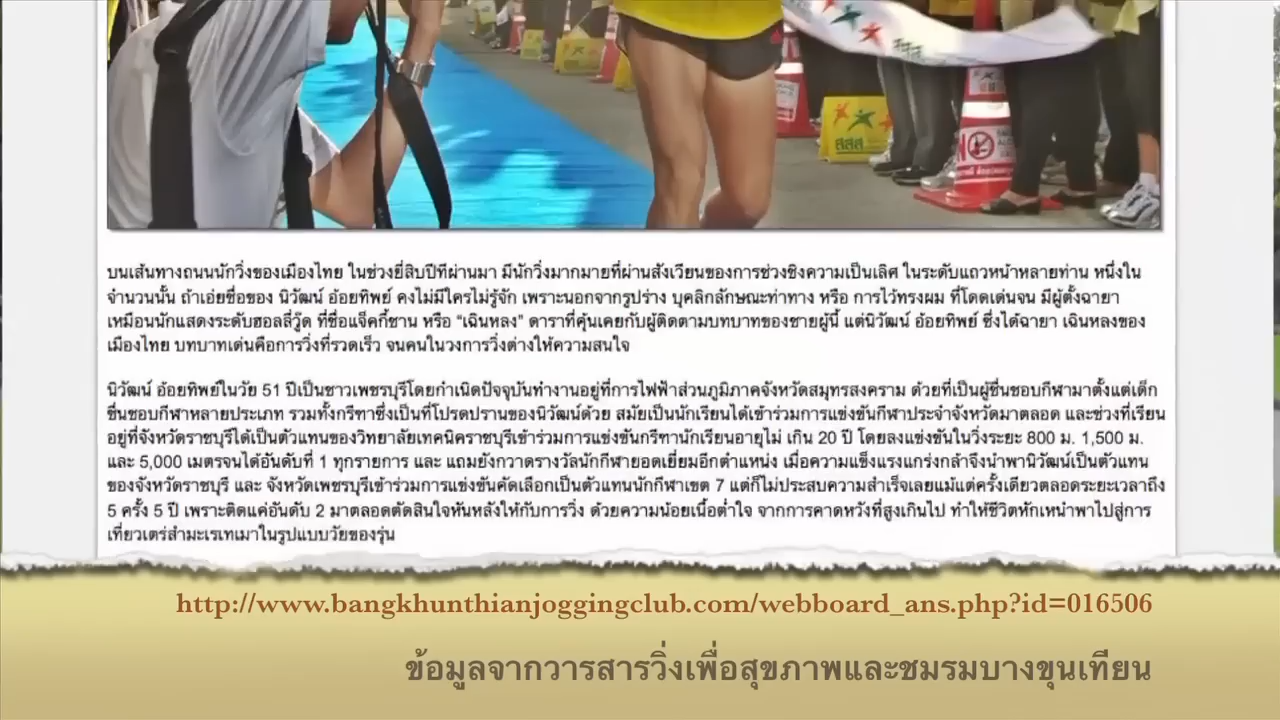 สสส
สสส
บนเส้นทางถนนนักวิ่งของเมืองไทย ในช่วงยี่สิบปีที่ผ่านมา มีนักวิ่งมากมายที่ผ่านสังเวียนของการช่วงชิงความเป็นเลิศ ในระดับแถวหน้าหลายท่าน หนึ่งใน
จำนวนนั้น ถ้าเอ่ยชื่อของ นิวัฒน์ อ้อยทิพย์ คงไม่มีใครไม่รู้จัก เพราะนอกจากรูปร่าง บุคลิกลักษณะท่าทาง หรือ การไว้ทรงผม ที่โดดเด่นจน มีผู้ตั้งฉายา
เหมือนนักแสดงระดับฮอลลี่วู๊ด ที่ชื่อแจ็คกี้ชาน หรือ “เฉินหลง” ดาราที่คุ้นเคยกับผู้ติดตามบทบาทของชายผู้นี้ แต่นิวัฒน์ อ้อยทิพย์ ซึ่งได้ฉายา เฉินหลงของ
เมืองไทย บทบาทเด่นคือการวิ่งที่รวดเร็ว จนคนในวงการวิ่งต่างให้ความสนใจ
นิวัฒน์ อ้อยทิพย์ในวัย 51 ปีเป็นชาวเพชรบุรีโดยกำเนิดปัจจุบันทำงานอยู่ที่การไฟฟ้าส่วนภูมิภาคจังหวัดสมุทรสงคราม ด้วยที่เป็นผู้ชื่นชอบกีฬามาตั้งแต่เด็ก
ชื่นชอบกีฬาหลายประเภท รวมทั้งกรีฑาซึ่งเป็นที่โปรดปรานของนิวัฒน์ด้วย สมัยเป็นนักเรียนได้เข้าร่วมการแข่งขันกีฬาประจำจังหวัดมาตลอด และช่วงที่เรียน
อยู่ที่จังหวัดราชบุรีได้เป็นตัวแทนของวิทยาลัยเทคนิคราชบุรีเข้าร่วมการแข่งขันกรีฑานักเรียนอายุไม่ เกิน 20 ปี โดยลงแข่งขันในวิ่งระยะ 800 ม. 1,500 ม.
และ 5,000 เมตรจนได้อันดับที่ 1 ทุกรายการ และ แถมยังกวาดรางวัลนักกีฬายอดเยี่ยมอีกตำแหน่ง เมื่อความแข็งแรงแกร่งกล้าจึงนำพานิวัฒน์เป็นตัวแทน
ของจังหวัดราชบุรี และ จังหวัดเพชรบุรีเข้าร่วมการแข่งขันคัดเลือกเป็นตัวแทนนักกีฬาเขต 7 แต่ก็ไม่ประสบความสำเร็จเลยแม้แต่ครั้งเดียวตลอดระยะเวลาถึง
5 ครั้ง 5 ปี เพราะติดแค่อันดับ 2 มาตลอดตัดสินใจหันหลังให้กับการวิ่ง ด้วยความน้อยเนื้อต่ำใจ จากการคาดหวังที่สูงเกินไป ทำให้ชีวิตหักเหนำพาไปสู่การ
เที่ยวเตร่สำมะเรเทเมาในรูปแบบวัยของรุ่น
http://www.bangkhunthianjoggingclub.com/webboard_ans.php?id=016506
ข้อมูลจากวารสารวิ่งเพื่อสุขภาพและชมรมบางขุนเทียน